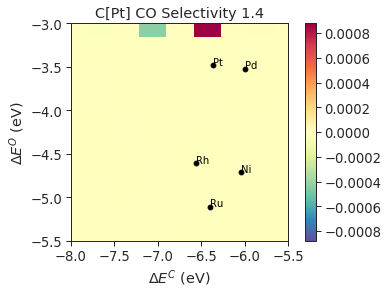 C[Pt] CO Selectivity 1.4
−3.0
−3.5
−4.0
−4.5
−5.0
−5.5
ΔE^O (eV)
Pt
Pd
Rh
Ni
Ru
−8.0 −7.5 −7.0 −6.5 −6.0 −5.5
ΔE^C (eV)
0.0008
0.0006
0.0004
0.0002
0.0000
−0.0002
−0.0004
−0.0006
−0.0008